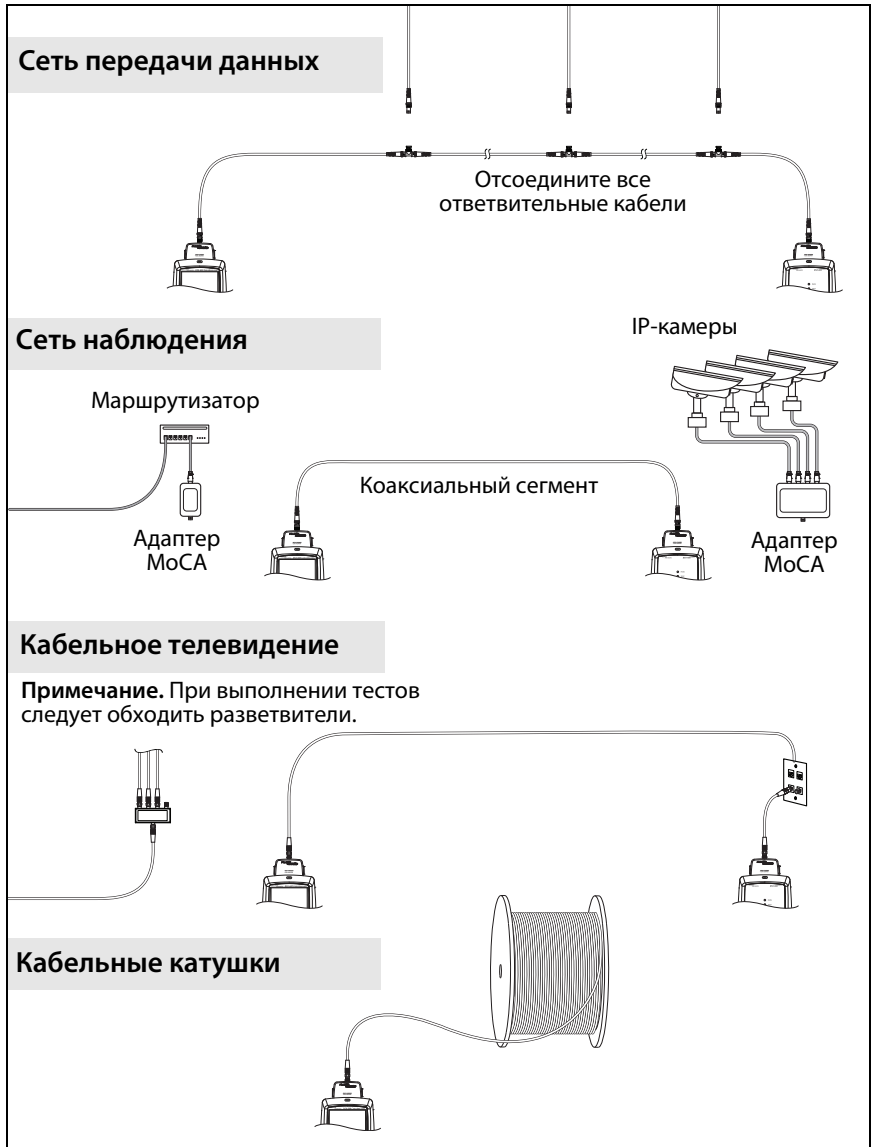 Сеть передачи данных
Отсоедините все
ответвительные кабели
Сеть наблюдения
IP-камеры
Маршрутизатор
Коаксиальный сегмент
Адаптер
MoCA
Адаптер
MoCA
Кабельное телевидение
Примечание. При выполнении тестов
следует обходить разветвители.
Кабельные катушки